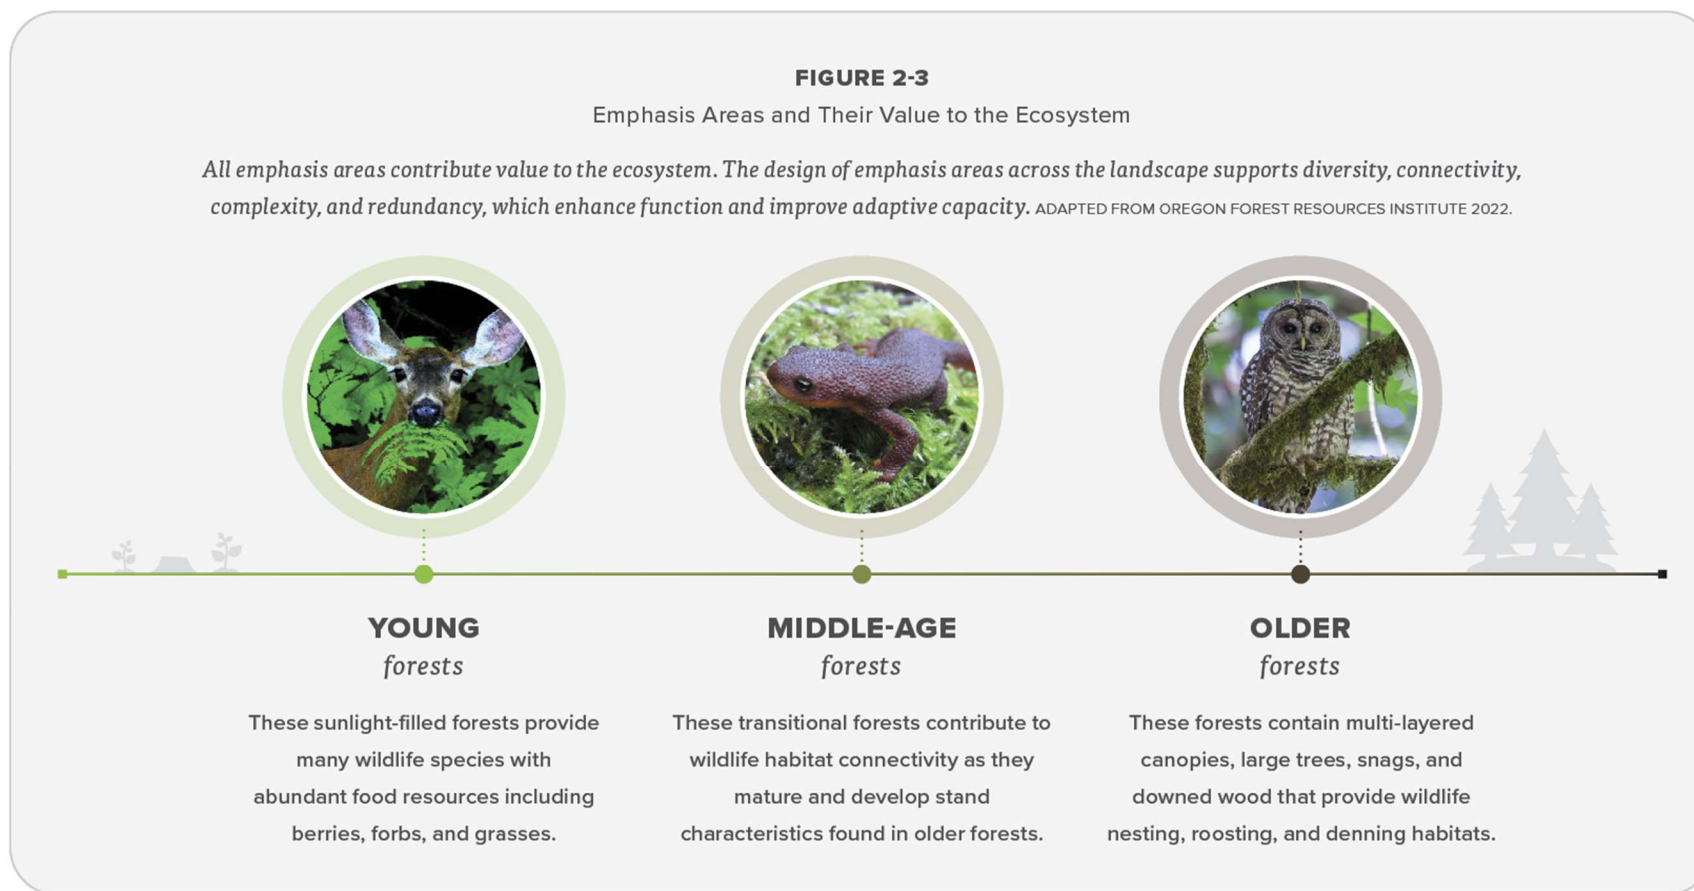 FIGURE 2-3
Emphasis Areas and Their Value to the Ecosystem
All emphasis areas contribute value to the ecosystem. The design of emphasis areas across the landscape supports diversity, connectivity,
complexity, and redundancy, which enhance function and improve adaptive capacity. ADAPTED FROM OREGON FOREST RESOURCES INSTITUTE 2022.
YOUNG
forests
These sunlight-filled forests provide
many wildlife species with
abundant food resources including
berries, forbs, and grasses.
MIDDLE-AGE
forests
These transitional forests contribute to
wildlife habitat connectivity as they
mature and develop stand
characteristics found in older forests.
OLDER
forests
These forests contain multi-layered
canopies, large trees, snags, and
downed wood that provide wildlife
nesting, roosting, and denning habitats.